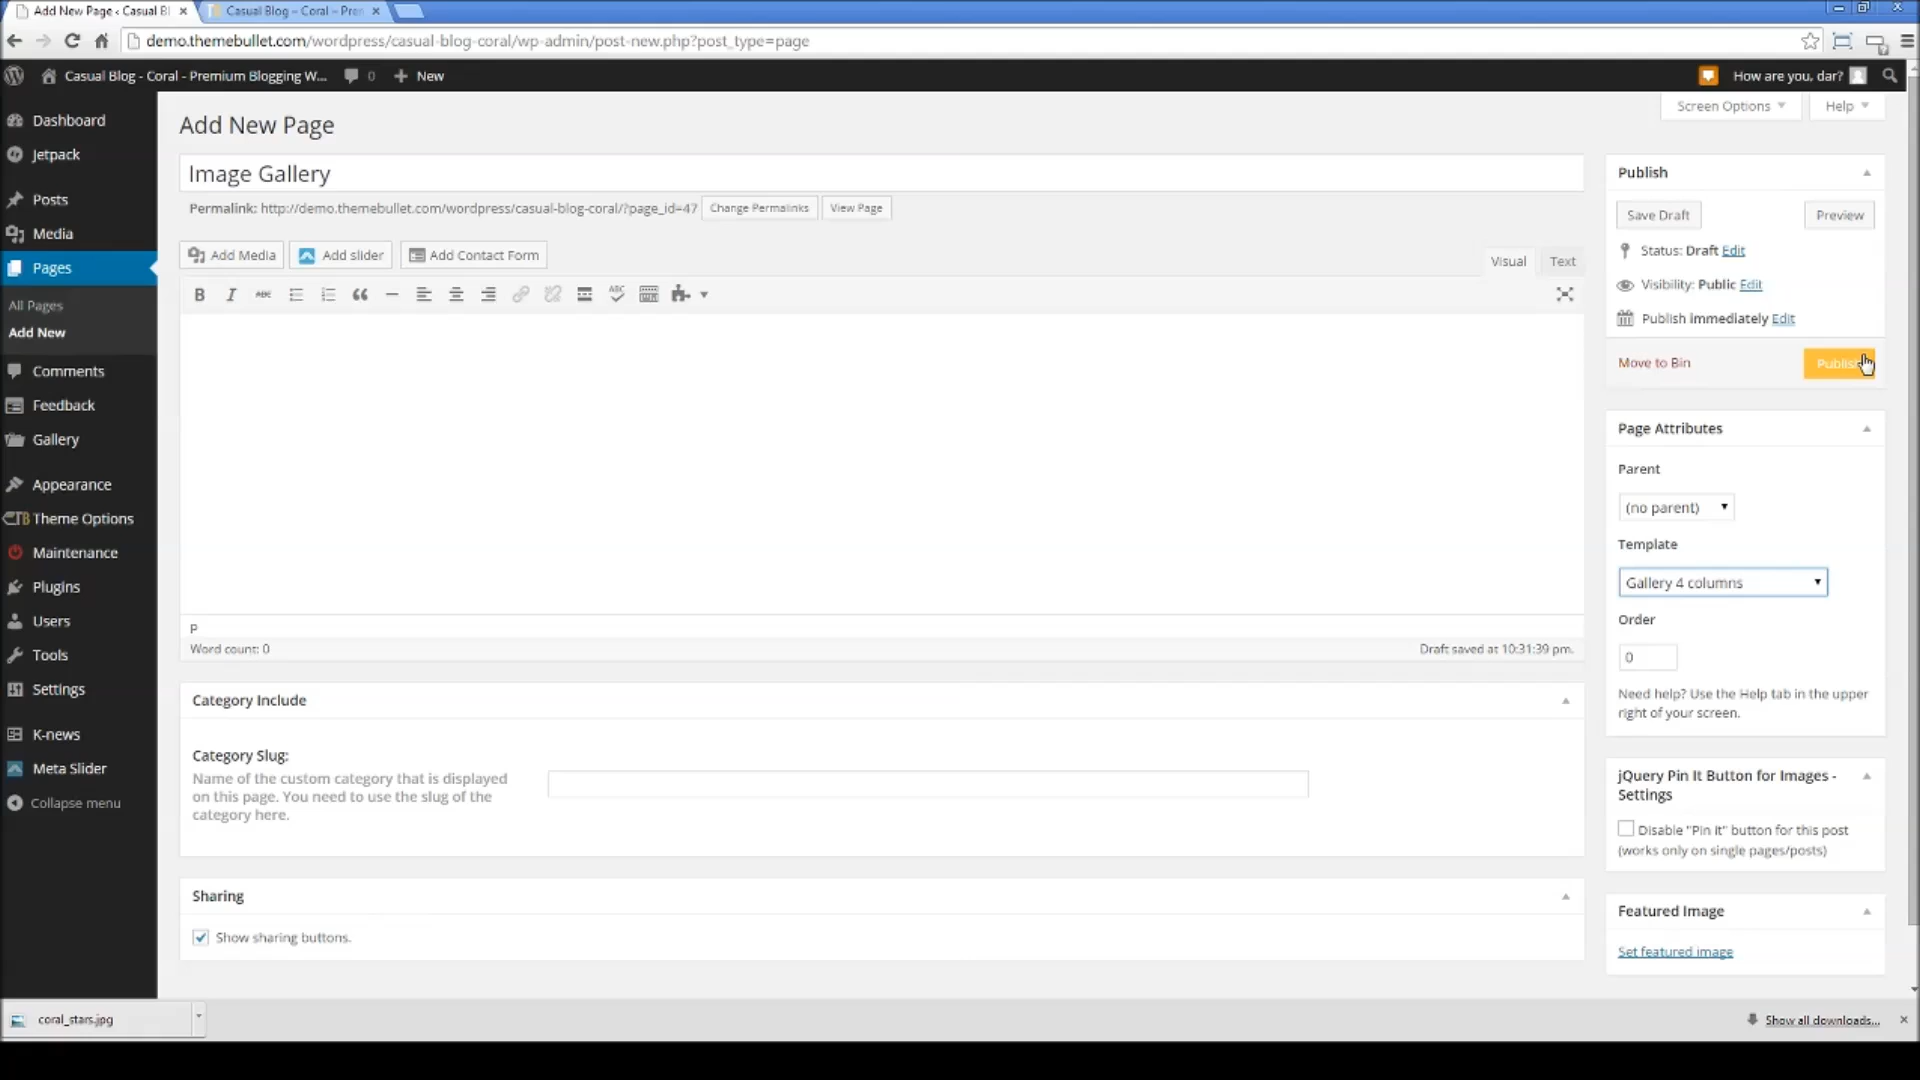 Add New Page ‹ Casual Bl
Casual Blog – Coral – Pre
demo.themebullet.com/wordpress/casual-blog-coral/wp-admin/post-new.php?post_type=page
Casual Blog - Coral - Premium Blogging W...
0
New
How are you, dar?
Screen Options
Help
Dashboard
Jetpack
Posts
Media
Pages
All Pages
Add New
Comments
Feedback
Gallery
Appearance
Theme Options
Maintenance
Plugins
Users
Tools
Settings
K-news
Meta Slider
Collapse menu
Add New Page
Image Gallery
Permalink: http://demo.themebullet.com/wordpress/casual-blog-coral/?page_id=47
Change Permalinks
View Page
Add Media
Add slider
Add Contact Form
Visual
Text
B
I
ABC
p
Word count: 0
Draft saved at 10:31:39 pm.
Category Include
Category Slug:
Name of the custom category that is displayed
on this page. You need to use the slug of the
category here.
Sharing
Show sharing buttons.
Publish
Save Draft
Preview
Status: Draft Edit
Visibility: Public Edit
Publish immediately Edit
Move to Bin
Publish
Page Attributes
Parent
(no parent)
Template
Gallery 4 columns
Order
0
Need help? Use the Help tab in the upper
right of your screen.
jQuery Pin It Button for Images -
Settings
Disable "Pin It" button for this post
(works only on single pages/posts)
Featured Image
Set featured image
coral_stars.jpg
Show all downloads...